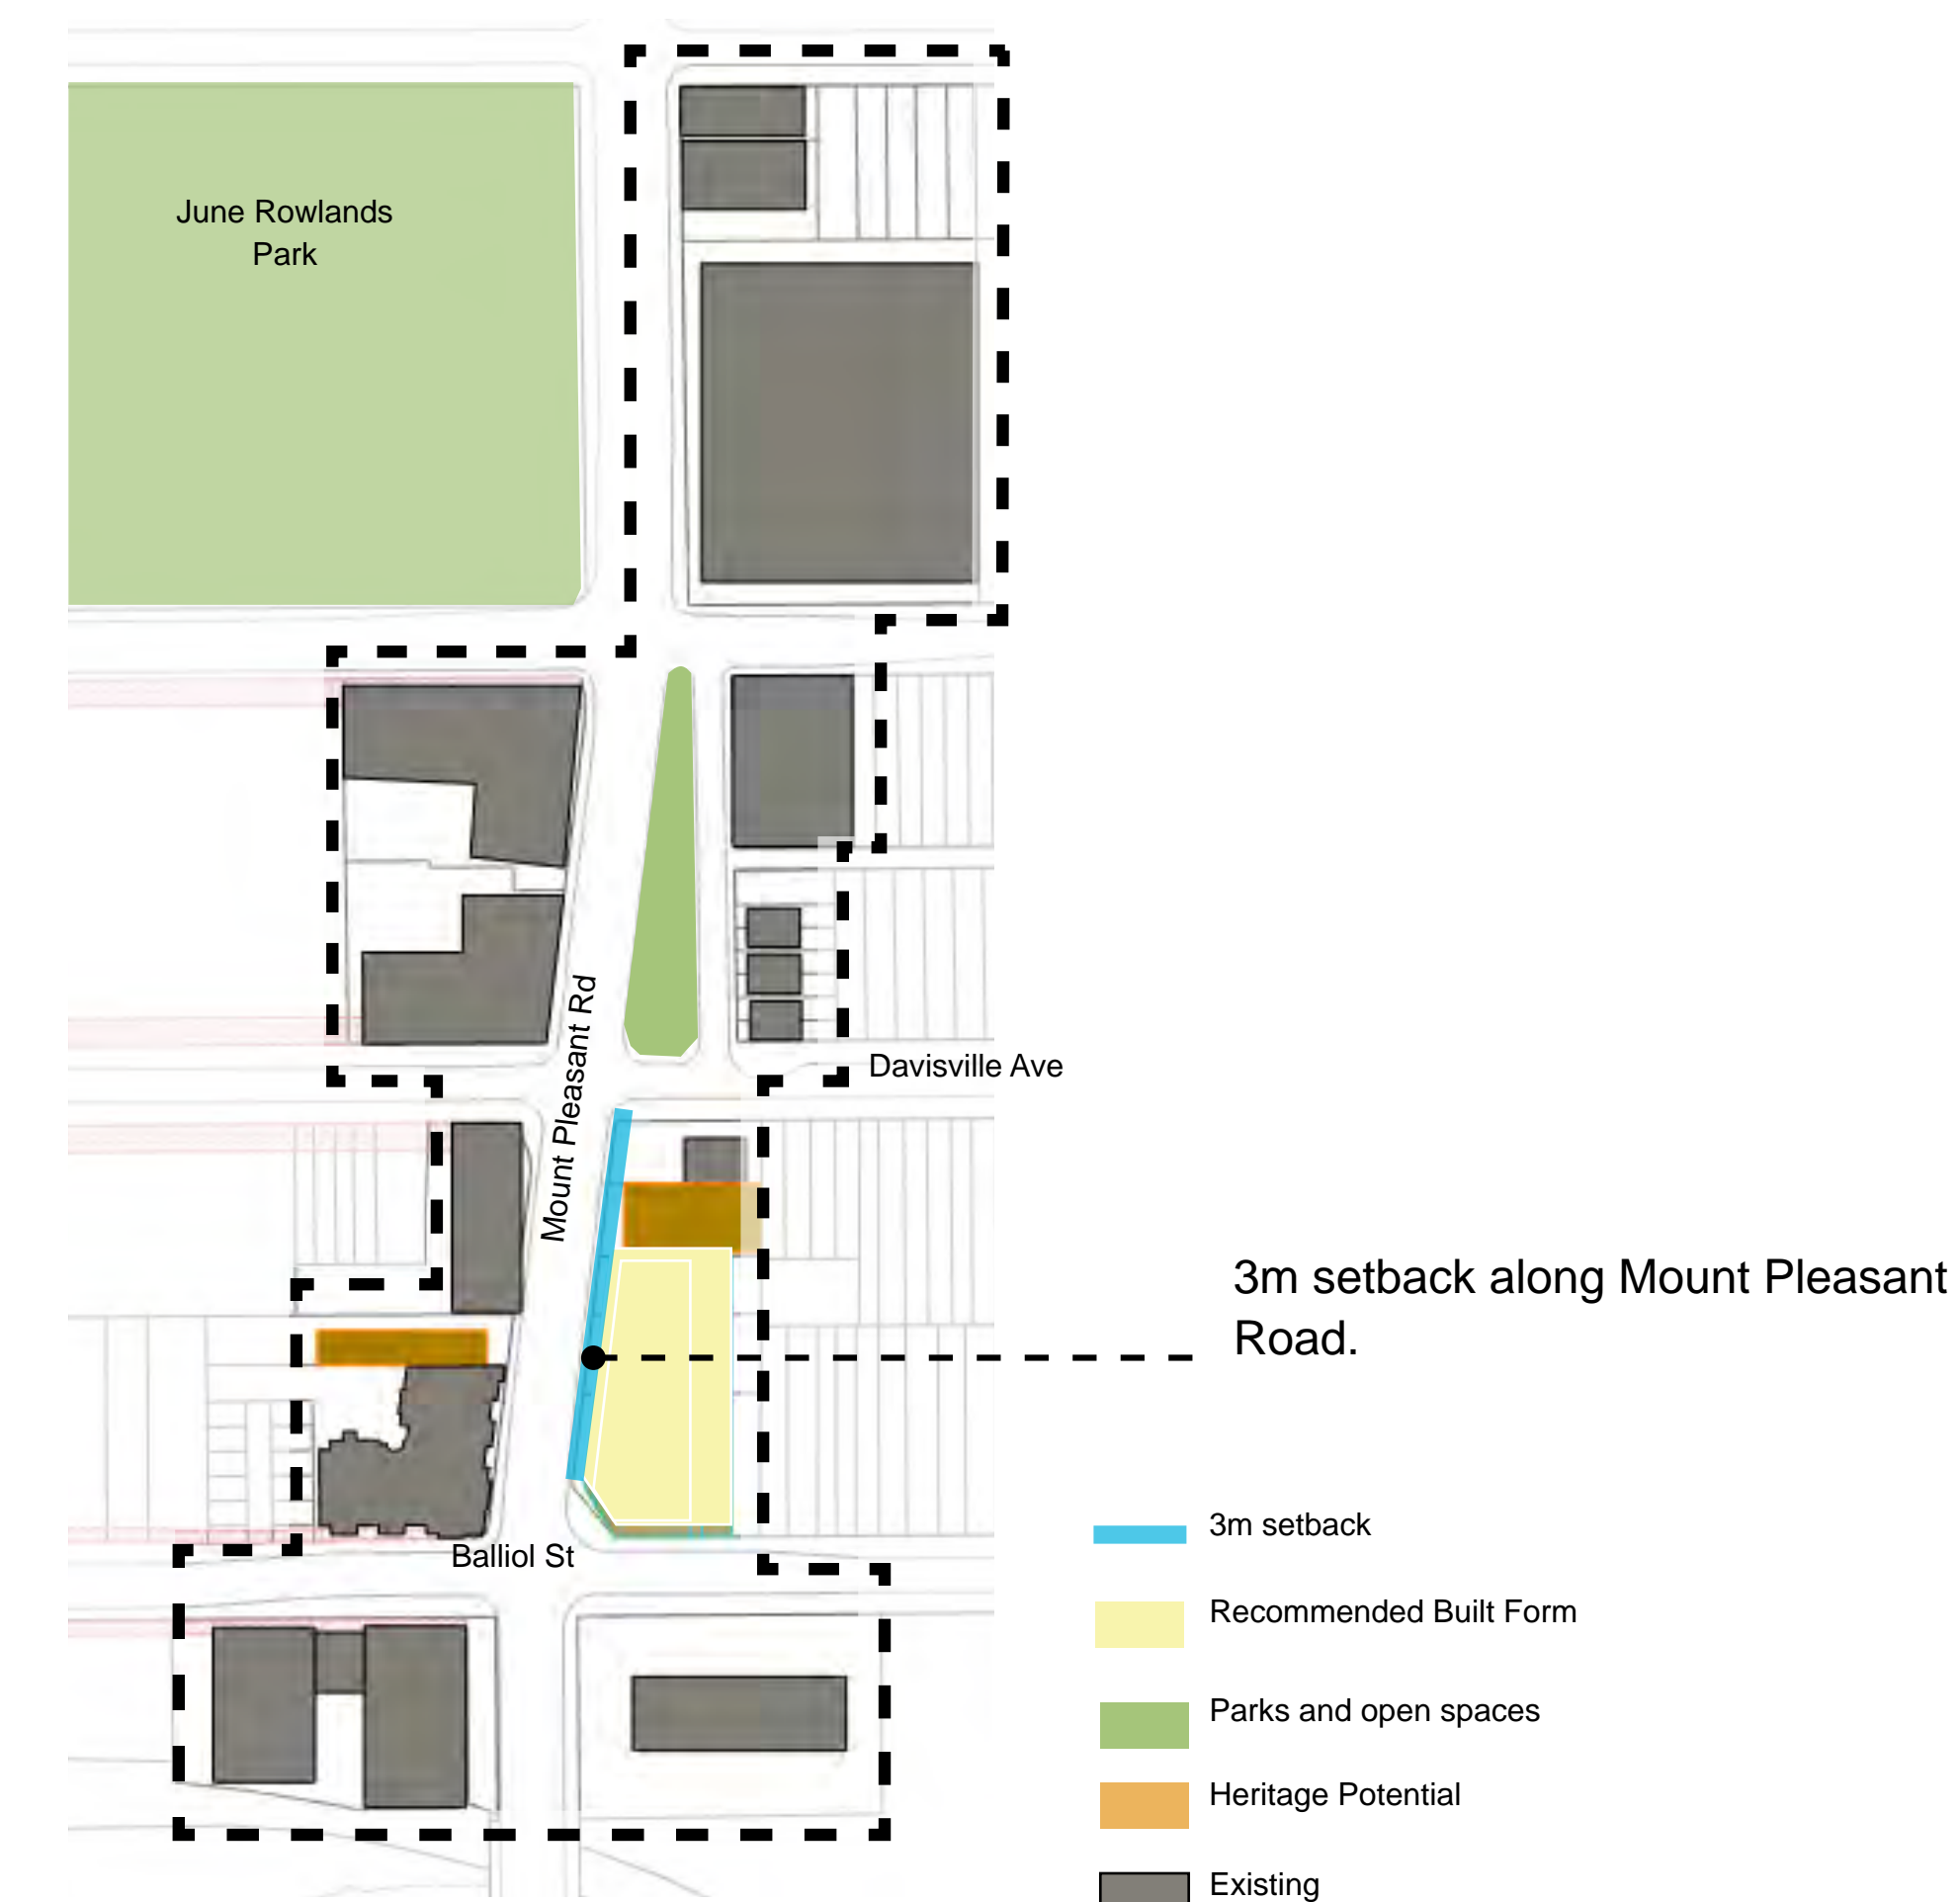 June Rowlands
Park
Mount Pleasant Rd
Davisville Ave
3m setback along Mount Pleasant
Road.
Balliol St
3m setback
Recommended Built Form
Parks and open spaces
Heritage Potential
Existing